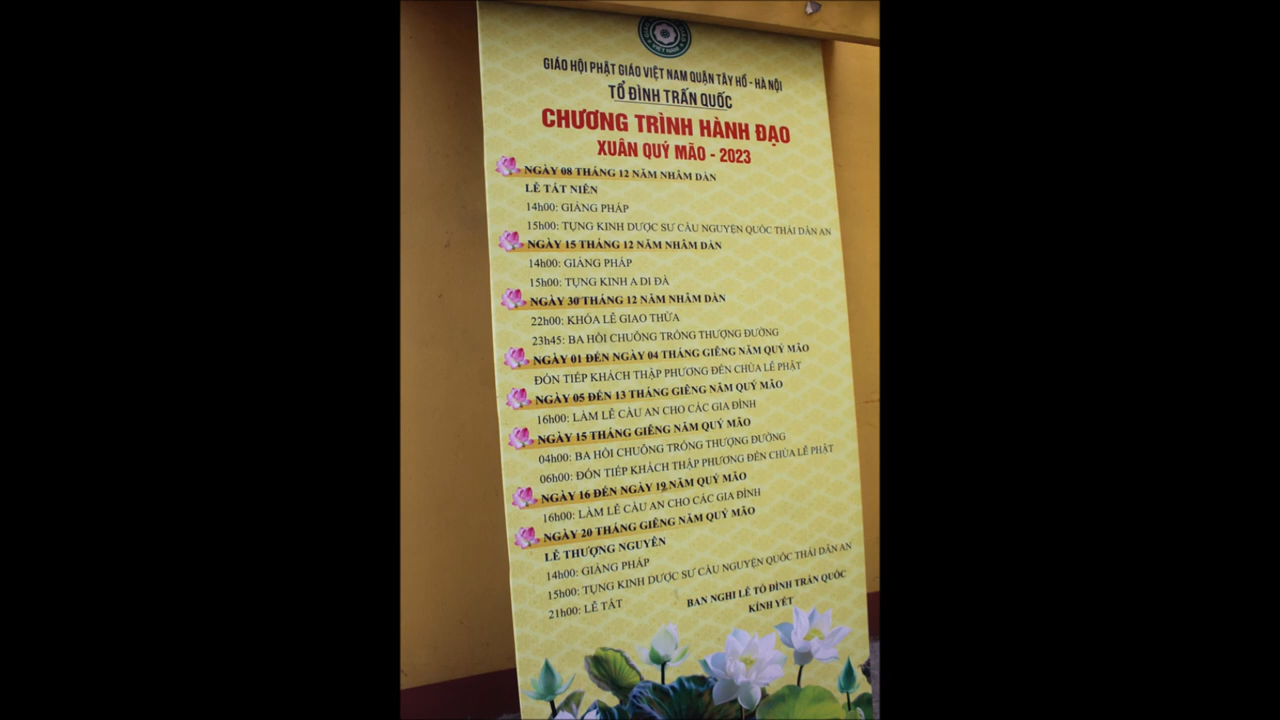 VIỆT NAM
GIÁO HỘI PHẬT GIÁO VIỆT NAM QUẬN TÂY HỒ - HÀ NỘI
TỔ ĐÌNH TRẤN QUỐC
CHƯƠNG TRÌNH HÀNH ĐẠO
XUÂN QUÝ MÃO - 2023
NGÀY 08 THÁNG 12 NĂM NHÂM DẦN
LỄ TẤT NIÊN
14h00: GIẢNG PHÁP
15h00: TỤNG KINH DƯỢC SƯ CẦU NGUYỆN QUỐC THÁI DÂN AN
NGÀY 15 THÁNG 12 NĂM NHÂM DẦN
14h00: GIẢNG PHÁP
15h00: TỤNG KINH A DI ĐÀ
NGÀY 30 THÁNG 12 NĂM NHÂM DẦN
22h00: KHÓA LỄ GIAO THỪA
23h45: BA HỒI CHUÔNG TRỐNG THƯỢNG ĐƯỜNG
NGÀY 01 ĐẾN NGÀY 04 THÁNG GIÊNG NĂM QUÝ MÃO
ĐÓN TIẾP KHÁCH THẬP PHƯƠNG ĐẾN CHÙA LỄ PHẬT
NGÀY 05 ĐẾN 13 THÁNG GIÊNG NĂM QUÝ MÃO
16h00: LÀM LỄ CẦU AN CHO CÁC GIA ĐÌNH
NGÀY 15 THÁNG GIÊNG NĂM QUÝ MÃO
04h00: BA HỒI CHUÔNG TRỐNG THƯỢNG ĐƯỜNG
06h00: ĐÓN TIẾP KHÁCH THẬP PHƯƠNG ĐẾN CHÙA LỄ PHẬT
NGÀY 16 ĐẾN NGÀY 19 NĂM QUÝ MÃO
16h00: LÀM LỄ CẦU AN CHO CÁC GIA ĐÌNH
NGÀY 20 THÁNG GIÊNG NĂM QUÝ MÃO
LỄ THƯỢNG NGUYÊN
14h00: GIẢNG PHÁP
15h00: TỤNG KINH DƯỢC SƯ CẦU NGUYỆN QUỐC THÁI DÂN AN
21h00: LỄ TẤT
BAN NGHI LỄ TỔ ĐÌNH TRẤN QUỐC
KÍNH YẾT